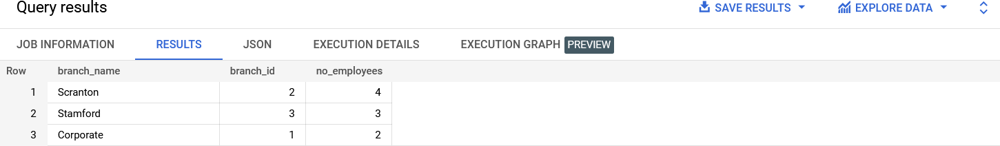 Query results SAVE RESULTS EXPLORE DATA
JOB INFORMATION RESULTS JSON EXECUTION DETAILS EXECUTION GRAPH PREVIEW
Row branch_name branch_id no_employees
1 Scranton 2 4
2 Stamford 3 3
3 Corporate 1 2